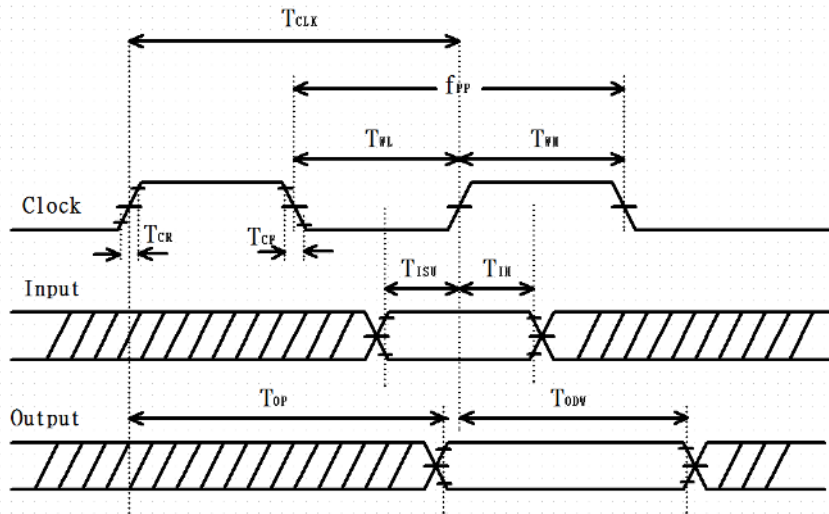 TCLK
fPP
TWL TWH
Clock
TCR TCF
TISU TIH
Input
TOP TODW
Output